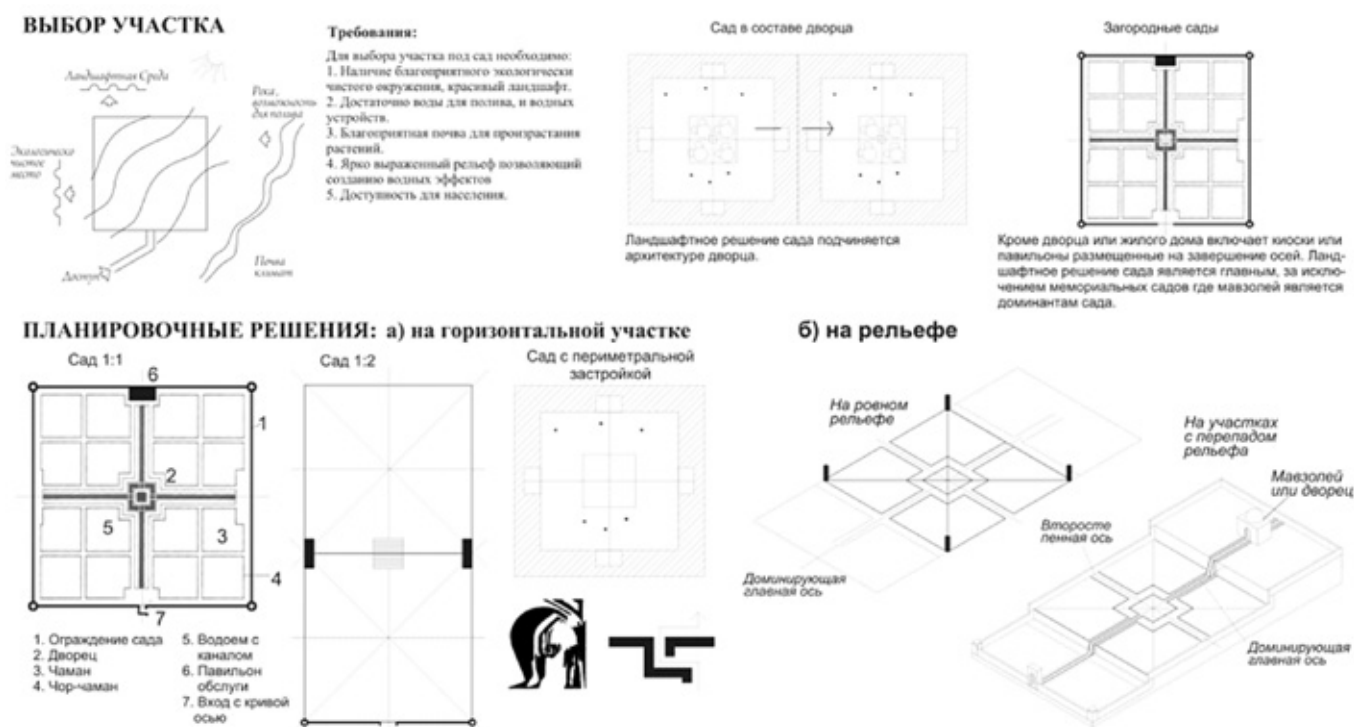 ВЫБОР УЧАСТКА
Ландшафтная Среда
Река,
возможность
для полива
Экологически
чистое
место
Доступ
Почва
климат
Требования:
Для выбора участка под сад необходимо:
1. Наличие благоприятного экологически
чистого окружения, красивый ландшафт.
2. Достаточно воды для полива, и водных
устройств.
3. Благоприятная почва для произрастания
растений.
4. Ярко выраженный рельеф позволяющий
созданию водных эффектов
5. Доступность для населения.
Сад в составе дворца
Ландшафтное решение сада подчиняется
архитектуре дворца.
Загородные сады
Кроме дворца или жилого дома включает киоски или
павильоны размещенные на завершение осей. Ланд-
шафтное решение сада является главным, за исклю-
чением мемориальных садов где мавзолей является
доминантам сада.
ПЛАНИРОВОЧНЫЕ РЕШЕНИЯ: а) на горизонтальной участке
Сад 1:1
6
1
2
5
3
4
7
1. Ограждение сада
2. Дворец
3. Чаман
4. Чор-чаман
5. Водоем с
каналом
6. Павильон
обслуги
7. Вход с кривой
осью
Сад 1:2
Сад с периметральной
застройкой
б) на рельефе
На ровном
рельефе
Доминирующая
главная ось
На участках
с перепадом
рельефа
Мавзолей
или дворец
Второсте
пенная ось
Доминирующая
главная ось